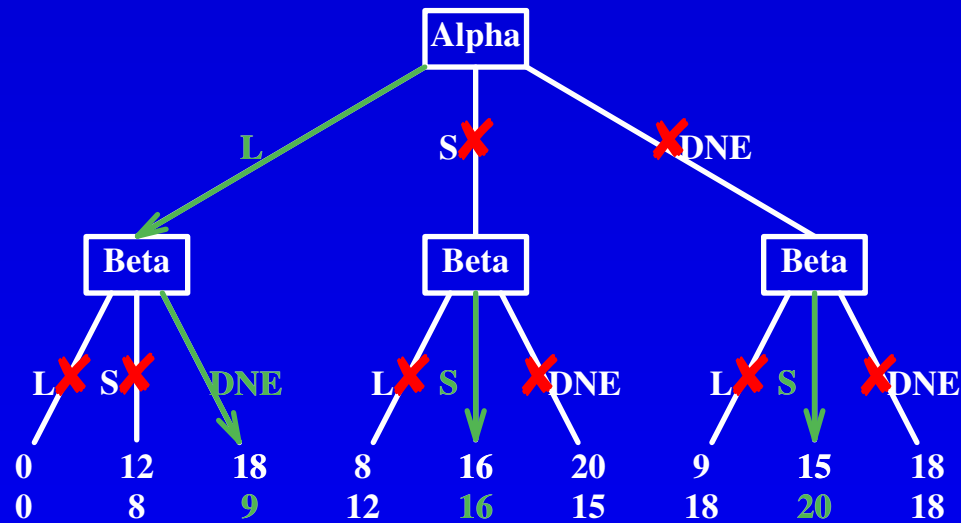 Alpha
L S DNE
Beta Beta Beta
L S DNE L S DNE L S DNE
0 12 18 8 16 20 9 15 18
0 8 9 12 16 15 18 20 18